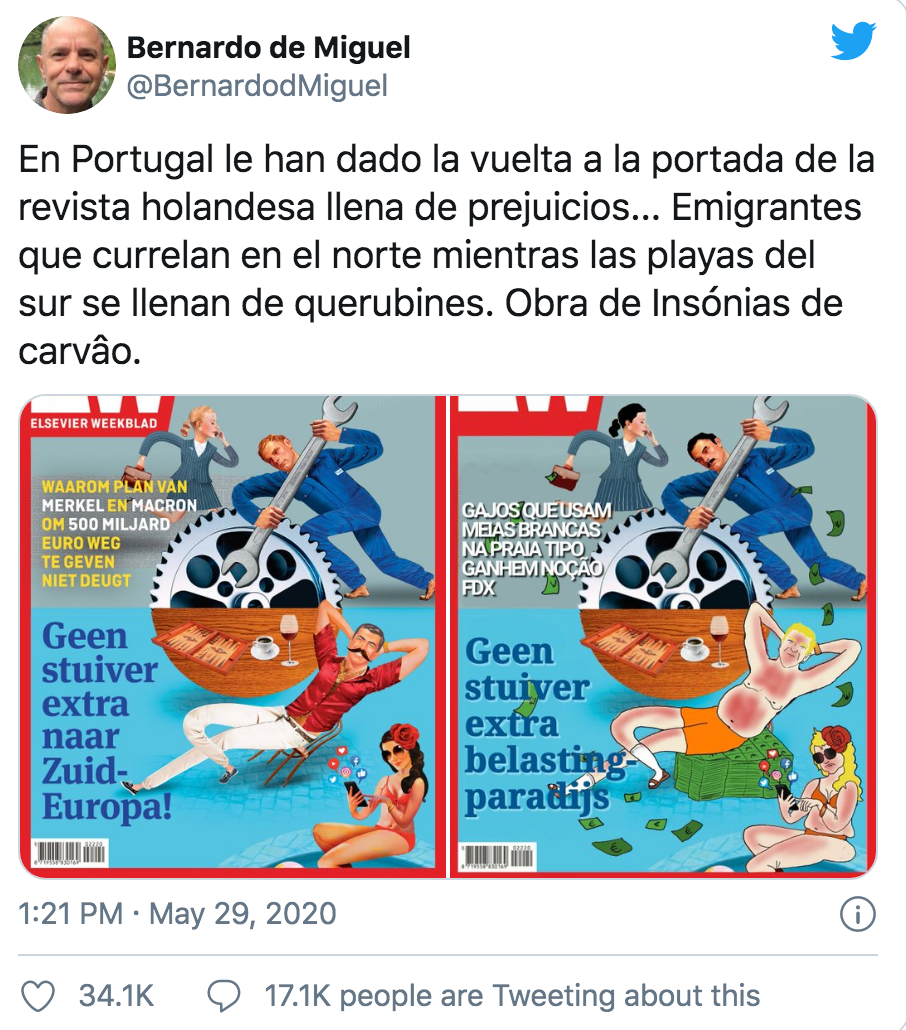 Bernardo de Miguel
@BernardodMiguel
En Portugal le han dado la vuelta a la portada de la
revista holandesa llena de prejuicios... Emigrantes
que currelan en el norte mientras las playas del
sur se llenan de querubines. Obra de Insónias de
carvâo.
EW
ELSEVIER WEEKBLAD
WAAROM PLAN VAN
MERKEL EN MACRON
OM 500 MILJARD
EURO WEG
TE GEVEN
NIET DEUGT
Geen
stuiver
extra
naar
Zuid-
Europa!
GAJOS QUE USAM
MEIAS BRANCAS
NA PRAIA TIPO
GANHEM NOÇÃO
FDX
Geen
stuiver
extra
belasting-
paradijs
1:21 PM · May 29, 2020
34.1K
17.1K people are Tweeting about this